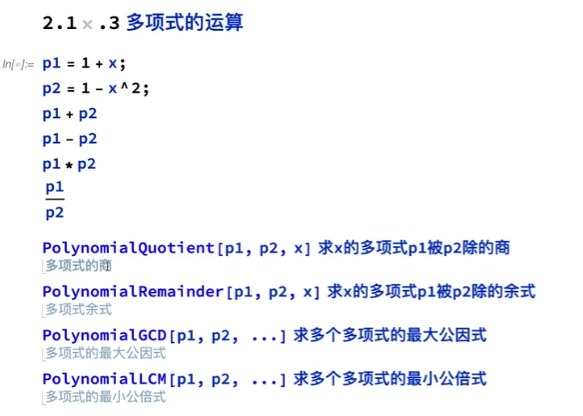 2.1×.3 多项式的运算
In[◦]:= p1 = 1 + x;
p2 = 1 - x^2;
p1 + p2
p1 - p2
p1 * p2
p1
p2
PolynomialQuotient[p1, p2, x] 求x的多项式p1被p2除的商
多项式的商
PolynomialRemainder[p1, p2, x] 求x的多项式p1被p2除的余式
多项式余式
PolynomialGCD[p1, p2, ...] 求多个多项式的最大公因式
多项式的最大公因式
PolynomialLCM[p1, p2, ...] 求多个多项式的最小公倍式
多项式的最小公倍式